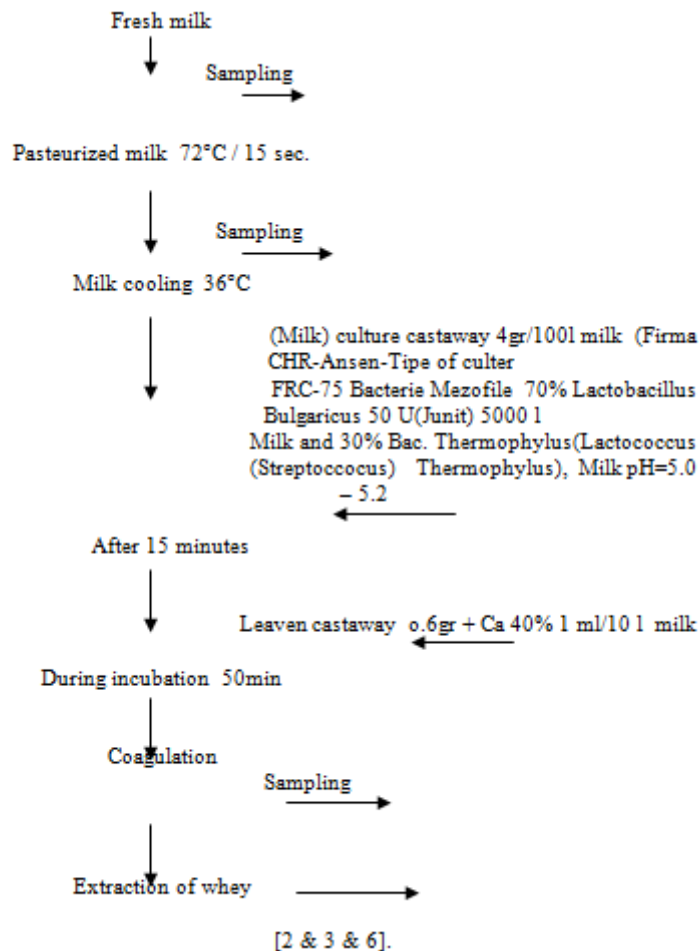 Fresh milk
Sampling
Pasteurized milk 72°C / 15 sec.
Sampling
Milk cooling 36°C
(Milk) culture castaway 4gr/100l milk (Firma
CHR-Ansen-Tipe of culter
FRC-75 Bacterie Mezofile 70% Lactobacillus
Bulgaricus 50 U(Junit) 5000 l
Milk and 30% Bac. Thermophylus(Lactococcus
(Streptoccocus) Thermophylus), Milk pH=5.0
– 5.2
After 15 minutes
Leaven castaway o.6gr + Ca 40% 1 ml/10 l milk
During incubation 50min
Coagulation
Sampling
Extraction of whey
[2 & 3 & 6].